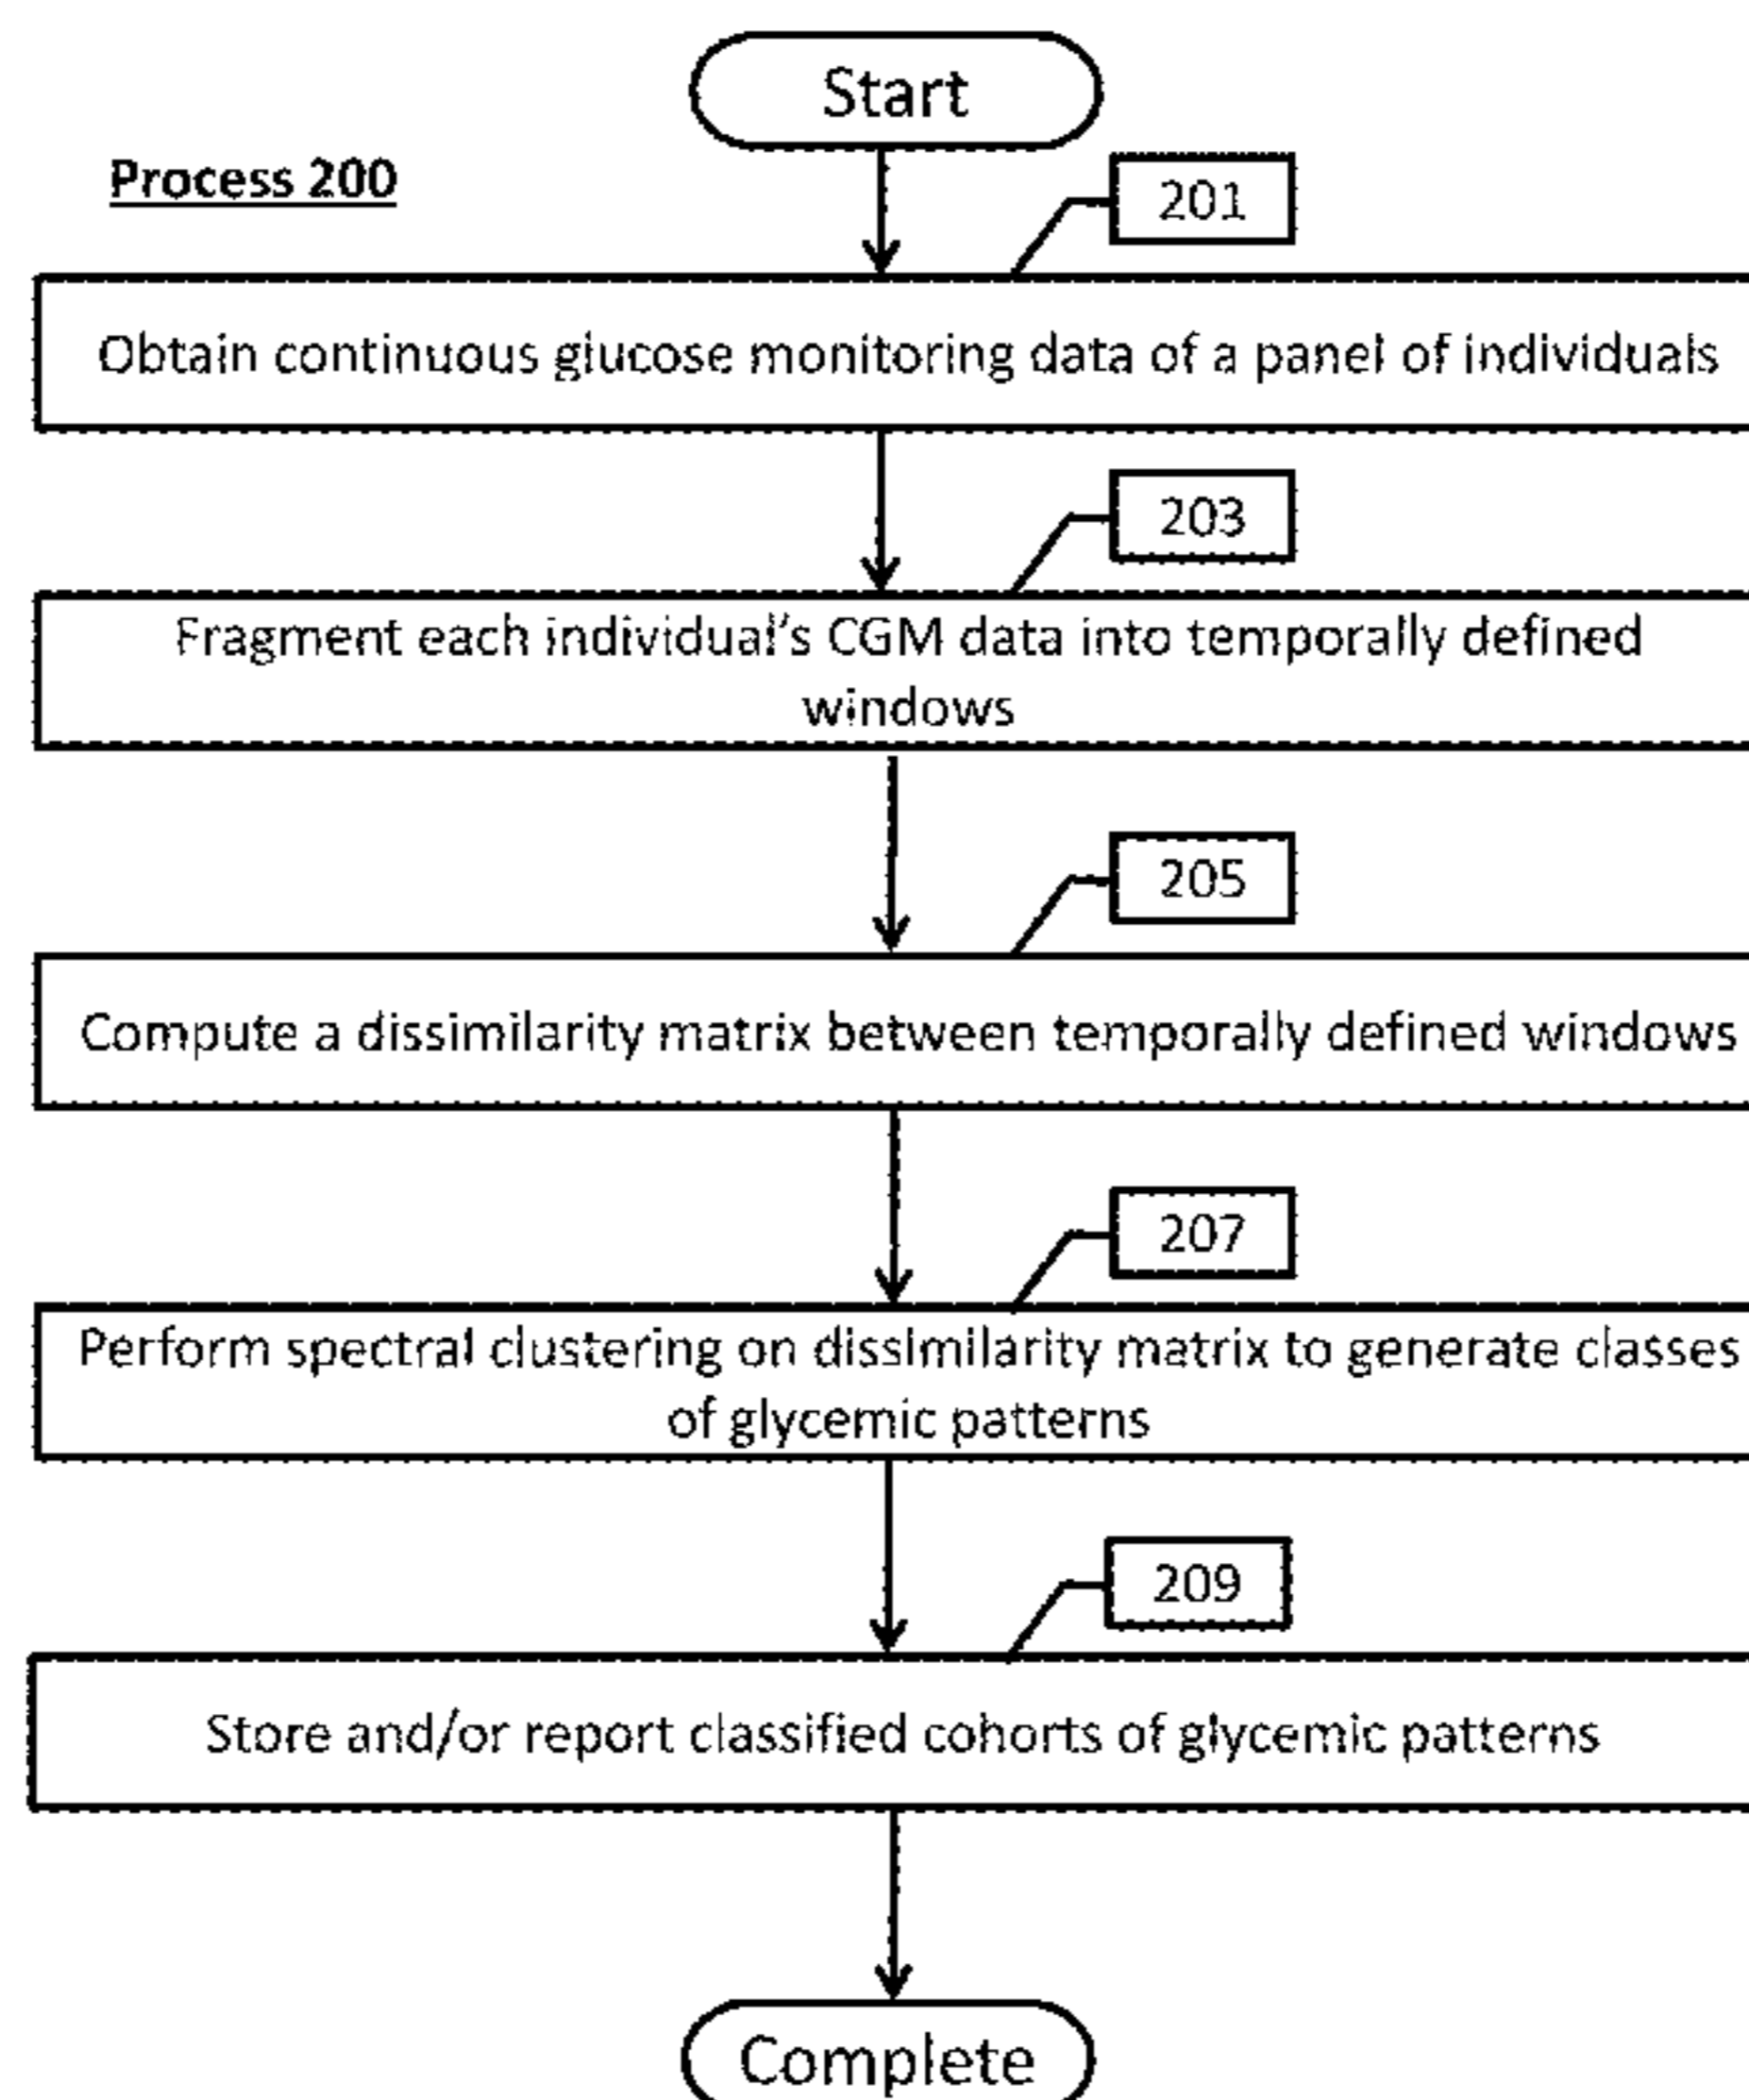 Start
Process 200
201
Obtain continuous glucose monitoring data of a panel of individuals
203
Fragment each individual's CGM data into temporally defined
windows
205
Compute a dissimilarity matrix between temporally defined windows
207
Perform spectral clustering on dissimilarity matrix to generate classes
of glycemic patterns
209
Store and/or report classified cohorts of glycemic patterns
Complete